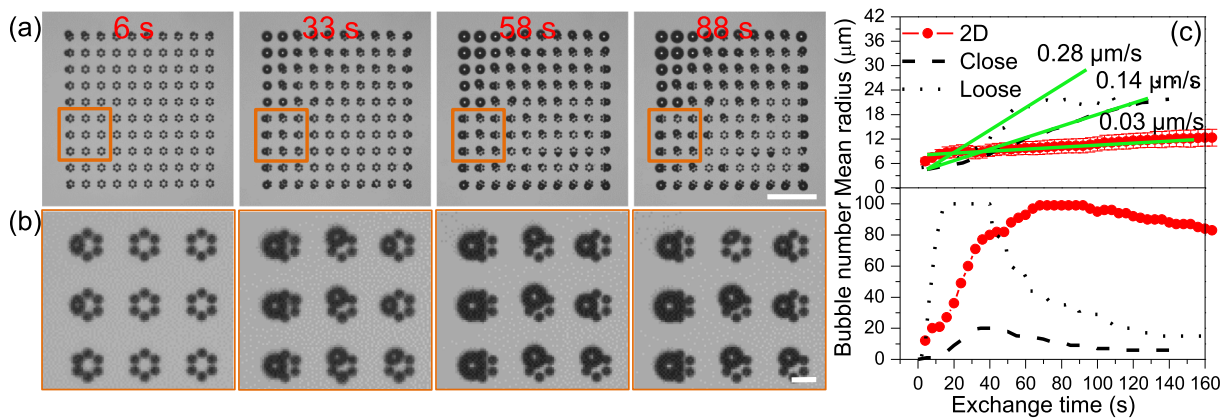 (a)
6 s
33 s
58 s
88 s
(b)
(c)
Mean radius (μm)
42
36
30
24
18
12
6
0
2D
Close
Loose
0.28 μm/s
0.14 μm/s
0.03 μm/s
Bubble number
100
80
60
40
20
0
0 20 40 60 80 100 120 140 160
Exchange time (s)